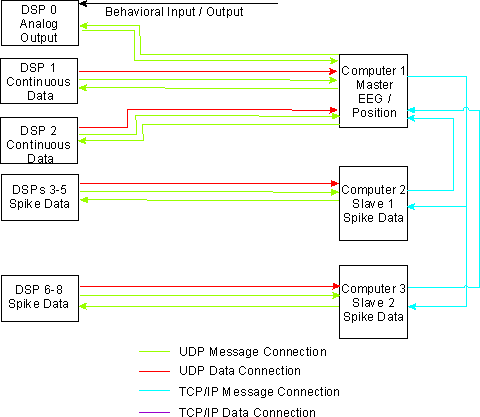 DSP 0
Analog
Output
Behavioral Input / Output
DSP 1
Continuous
Data
DSP 2
Continuous
Data
DSPs 3-5
Spike Data
DSP 6-8
Spike Data
Computer 1
Master
EEG /
Position
Computer 2
Slave 1
Spike Data
Computer 3
Slave 2
Spike Data
UDP Message Connection
UDP Data Connection
TCP/IP Message Connection
TCP/IP Data Connection